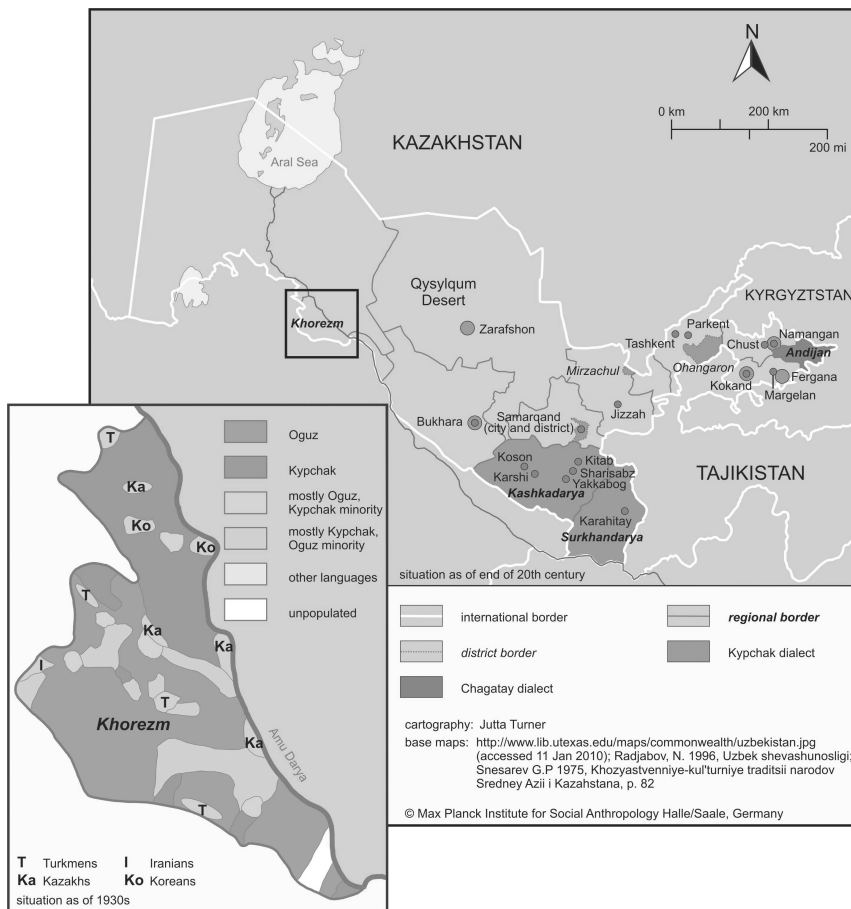 N
0 km 200 km
200 mi
KAZAKHSTAN
Aral Sea
KYRGYZTSTAN
Qysylqum
Desert
Khorezm
Zarafshon
Parkent
Tashkent
Namangan
Chust
Andijan
Ohangaron
Mirzachul
Kokand
Fergana
Margelan
Jizzah
Bukhara
Samarqand
(city and district)
Koson
Kitab
Karshi
Sharisabz
Yakkabog
Kashkadarya
TAJIKISTAN
Karahitay
Surkhandarya
situation as of end of 20th century
international border
regional border
district border
Kypchak dialect
Chagatay dialect
cartography: Jutta Turner
base maps: http://www.lib.utexas.edu/maps/commonwealth/uzbekistan.jpg
(accessed 11 Jan 2010); Radjabov, N. 1996, Uzbek shevashunosligi;
Snesarev G.P 1975, Khozyastvenniye-kul'turniye traditsii narodov
Sredney Azii i Kazahstana, p. 82
© Max Planck Institute for Social Anthropology Halle/Saale, Germany
T
Oguz
Ka
Kypchak
Ko
mostly Oguz,
Kypchak minority
Ko
mostly Kypchak,
Oguz minority
other languages
T
unpopulated
Ka
Ka
I
T
Khorezm
Ka
Amu Darya
T
T Turkmens I Iranians
Ka Kazakhs Ko Koreans
situation as of 1930s